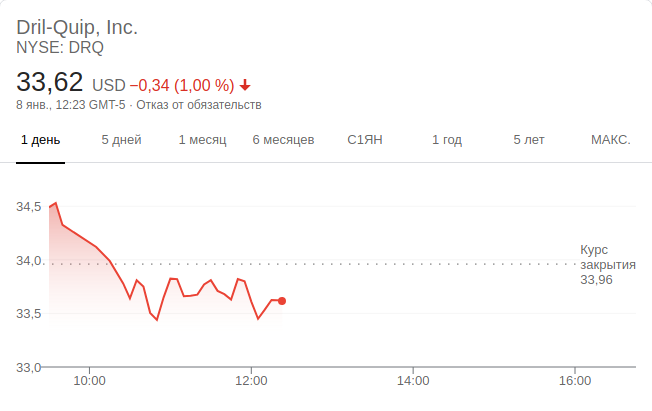 Dril-Quip, Inc.
NYSE: DRQ
33,62 USD −0,34 (1,00 %)
8 янв., 12:23 GMT-5 · Отказ от обязательств
1 день 5 дней 1 месяц 6 месяцев С1ЯН 1 год 5 лет МАКС.
34,5
34,0
33,5
33,0
Курс
закрытия
33,96
10:00 12:00 14:00 16:00